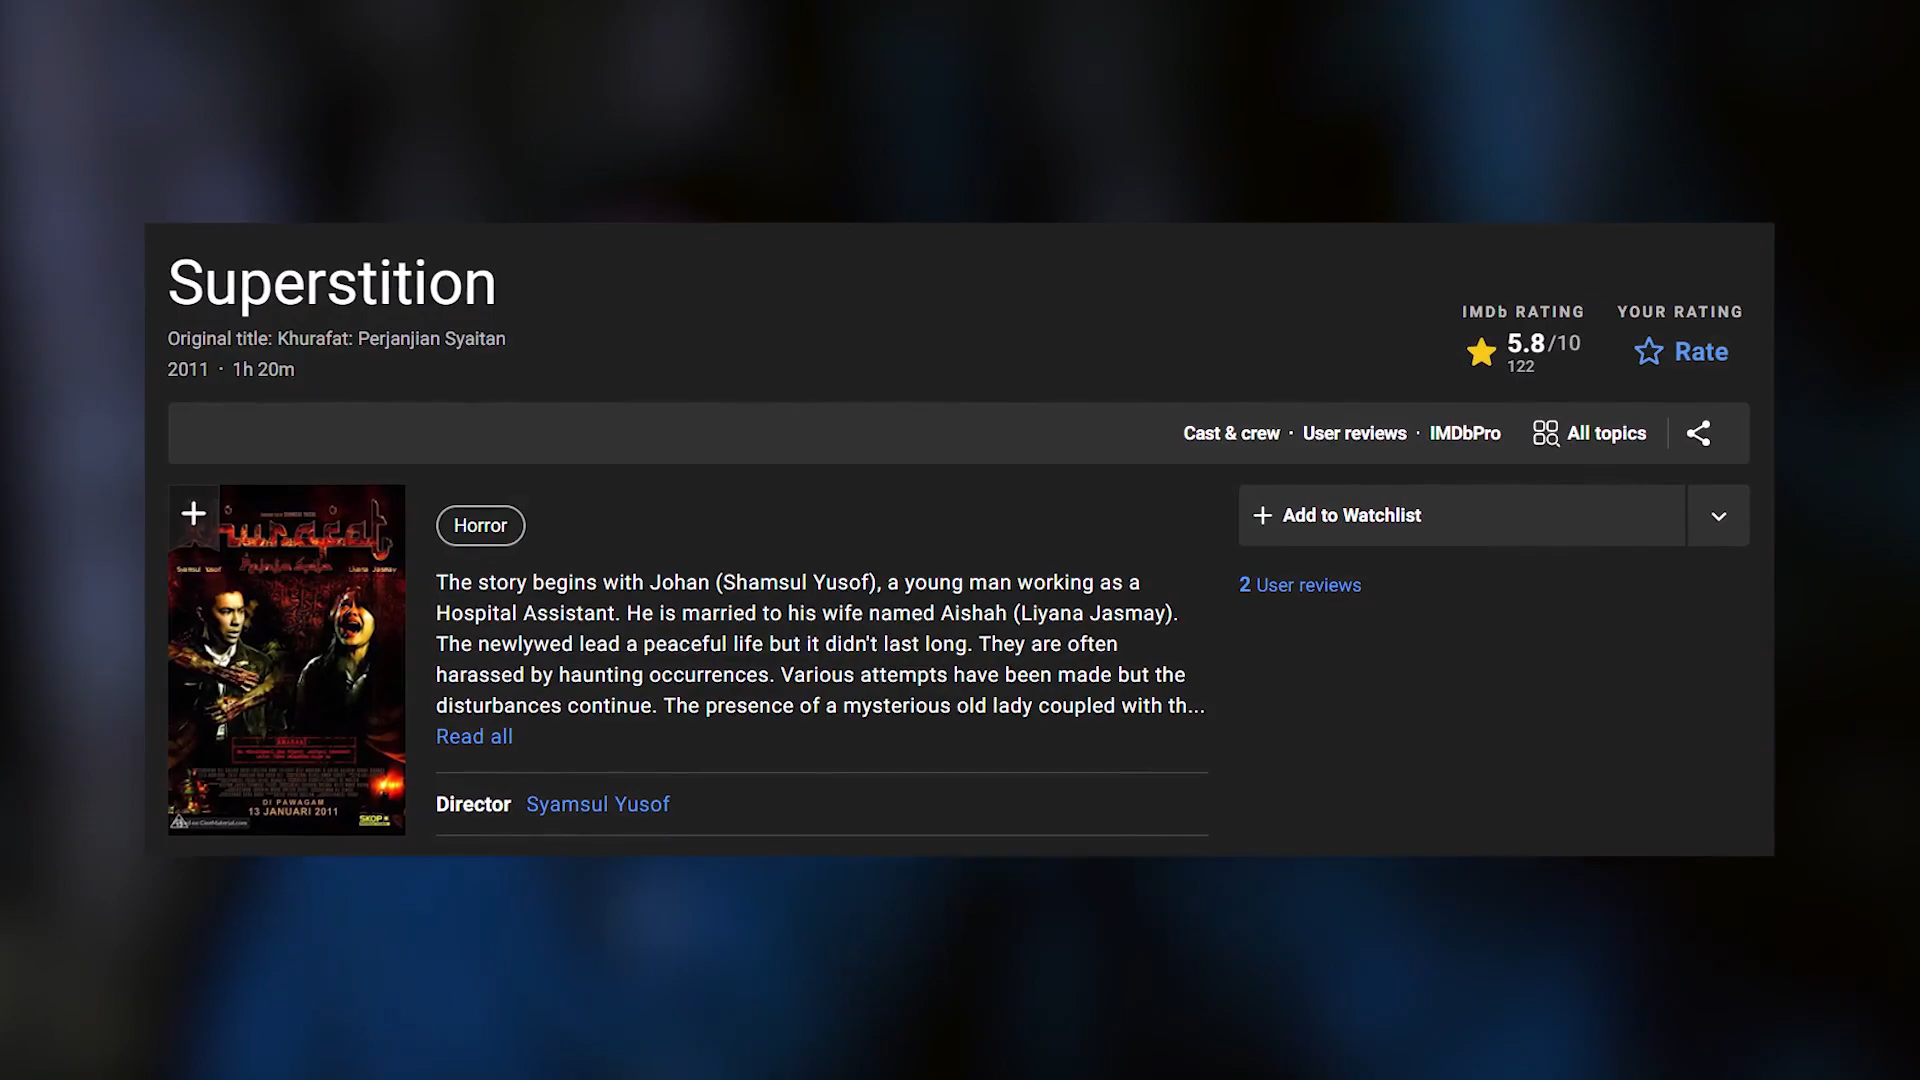 Superstition
Original title: Khurafat: Perjanjian Syaitan
2011 · 1h 20m
IMDb RATING
YOUR RATING
5.8/10
122
Rate
Cast & crew · User reviews · IMDbPro
All topics
Horror
The story begins with Johan (Shamsul Yusof), a young man working as a
Hospital Assistant. He is married to his wife named Aishah (Liyana Jasmay).
The newlywed lead a peaceful life but it didn't last long. They are often
harassed by haunting occurrences. Various attempts have been made but the
disturbances continue. The presence of a mysterious old lady coupled with th...
Read all
Director Syamsul Yusof
+ Add to Watchlist
2 User reviews
Syamsul Yusof
Liyana Jasmay
DI PAWAGAM
13 JANUARI 2011
SKOP